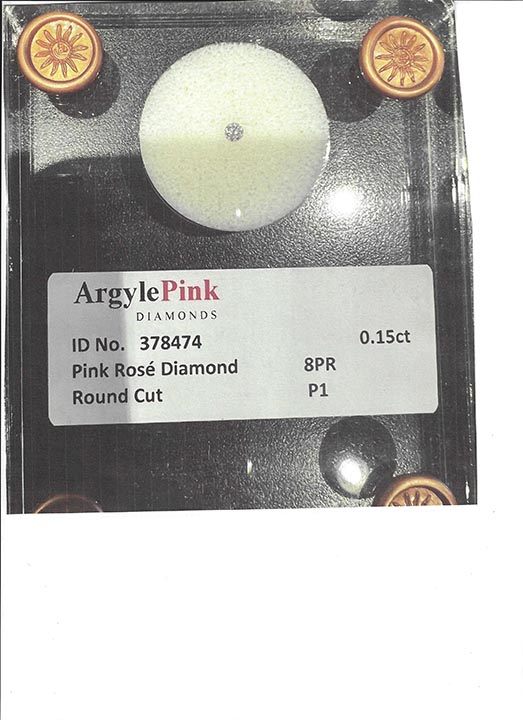 ArgylePink
DIAMONDS
ID No. 378474 0.15ct
Pink Rosé Diamond 8PR
Round Cut P1